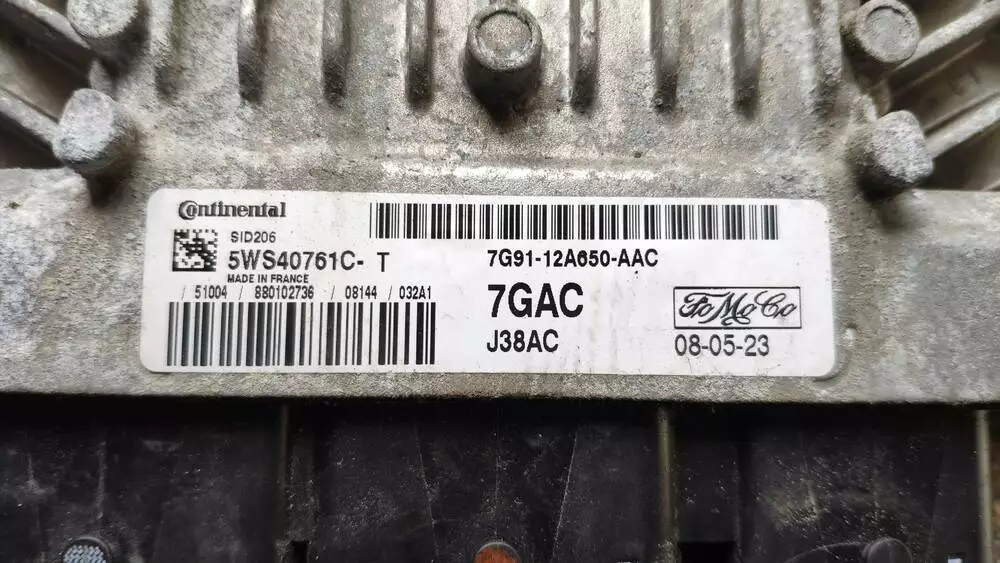 Continental
SID206
5WS40761C- T
MADE IN FRANCE
/ 51004 / 880102736 / 08144 / 032A1
7G91-12A650-AAC
7GAC
J38AC
FoMoCo
08-05-23